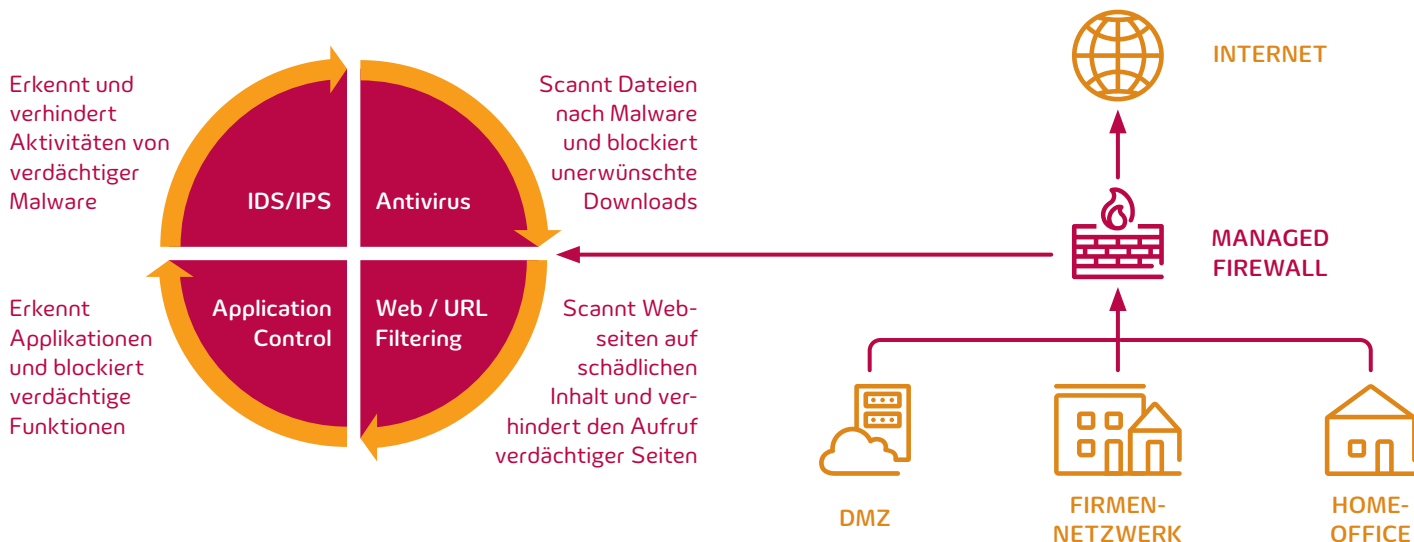 Erkennt und
verhindert
Aktivitäten von
verdächtiger
Malware
IDS/IPS
Antivirus
Scannt Dateien
nach Malware
und blockiert
unerwünschte
Downloads
Erkennt
Applikationen
und blockiert
verdächtige
Funktionen
Application
Control
Web / URL
Filtering
Scannt Web-
seiten auf
schädlichen
Inhalt und ver-
hindert den Aufruf
verdächtiger Seiten
INTERNET
MANAGED
FIREWALL
DMZ
FIRMEN-
NETZWERK
HOME-
OFFICE